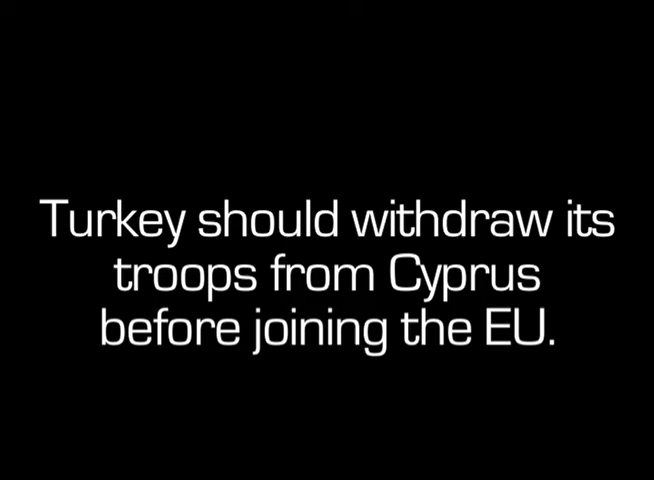 Turkey should withdraw its
troops from Cyprus
before joining the EU.